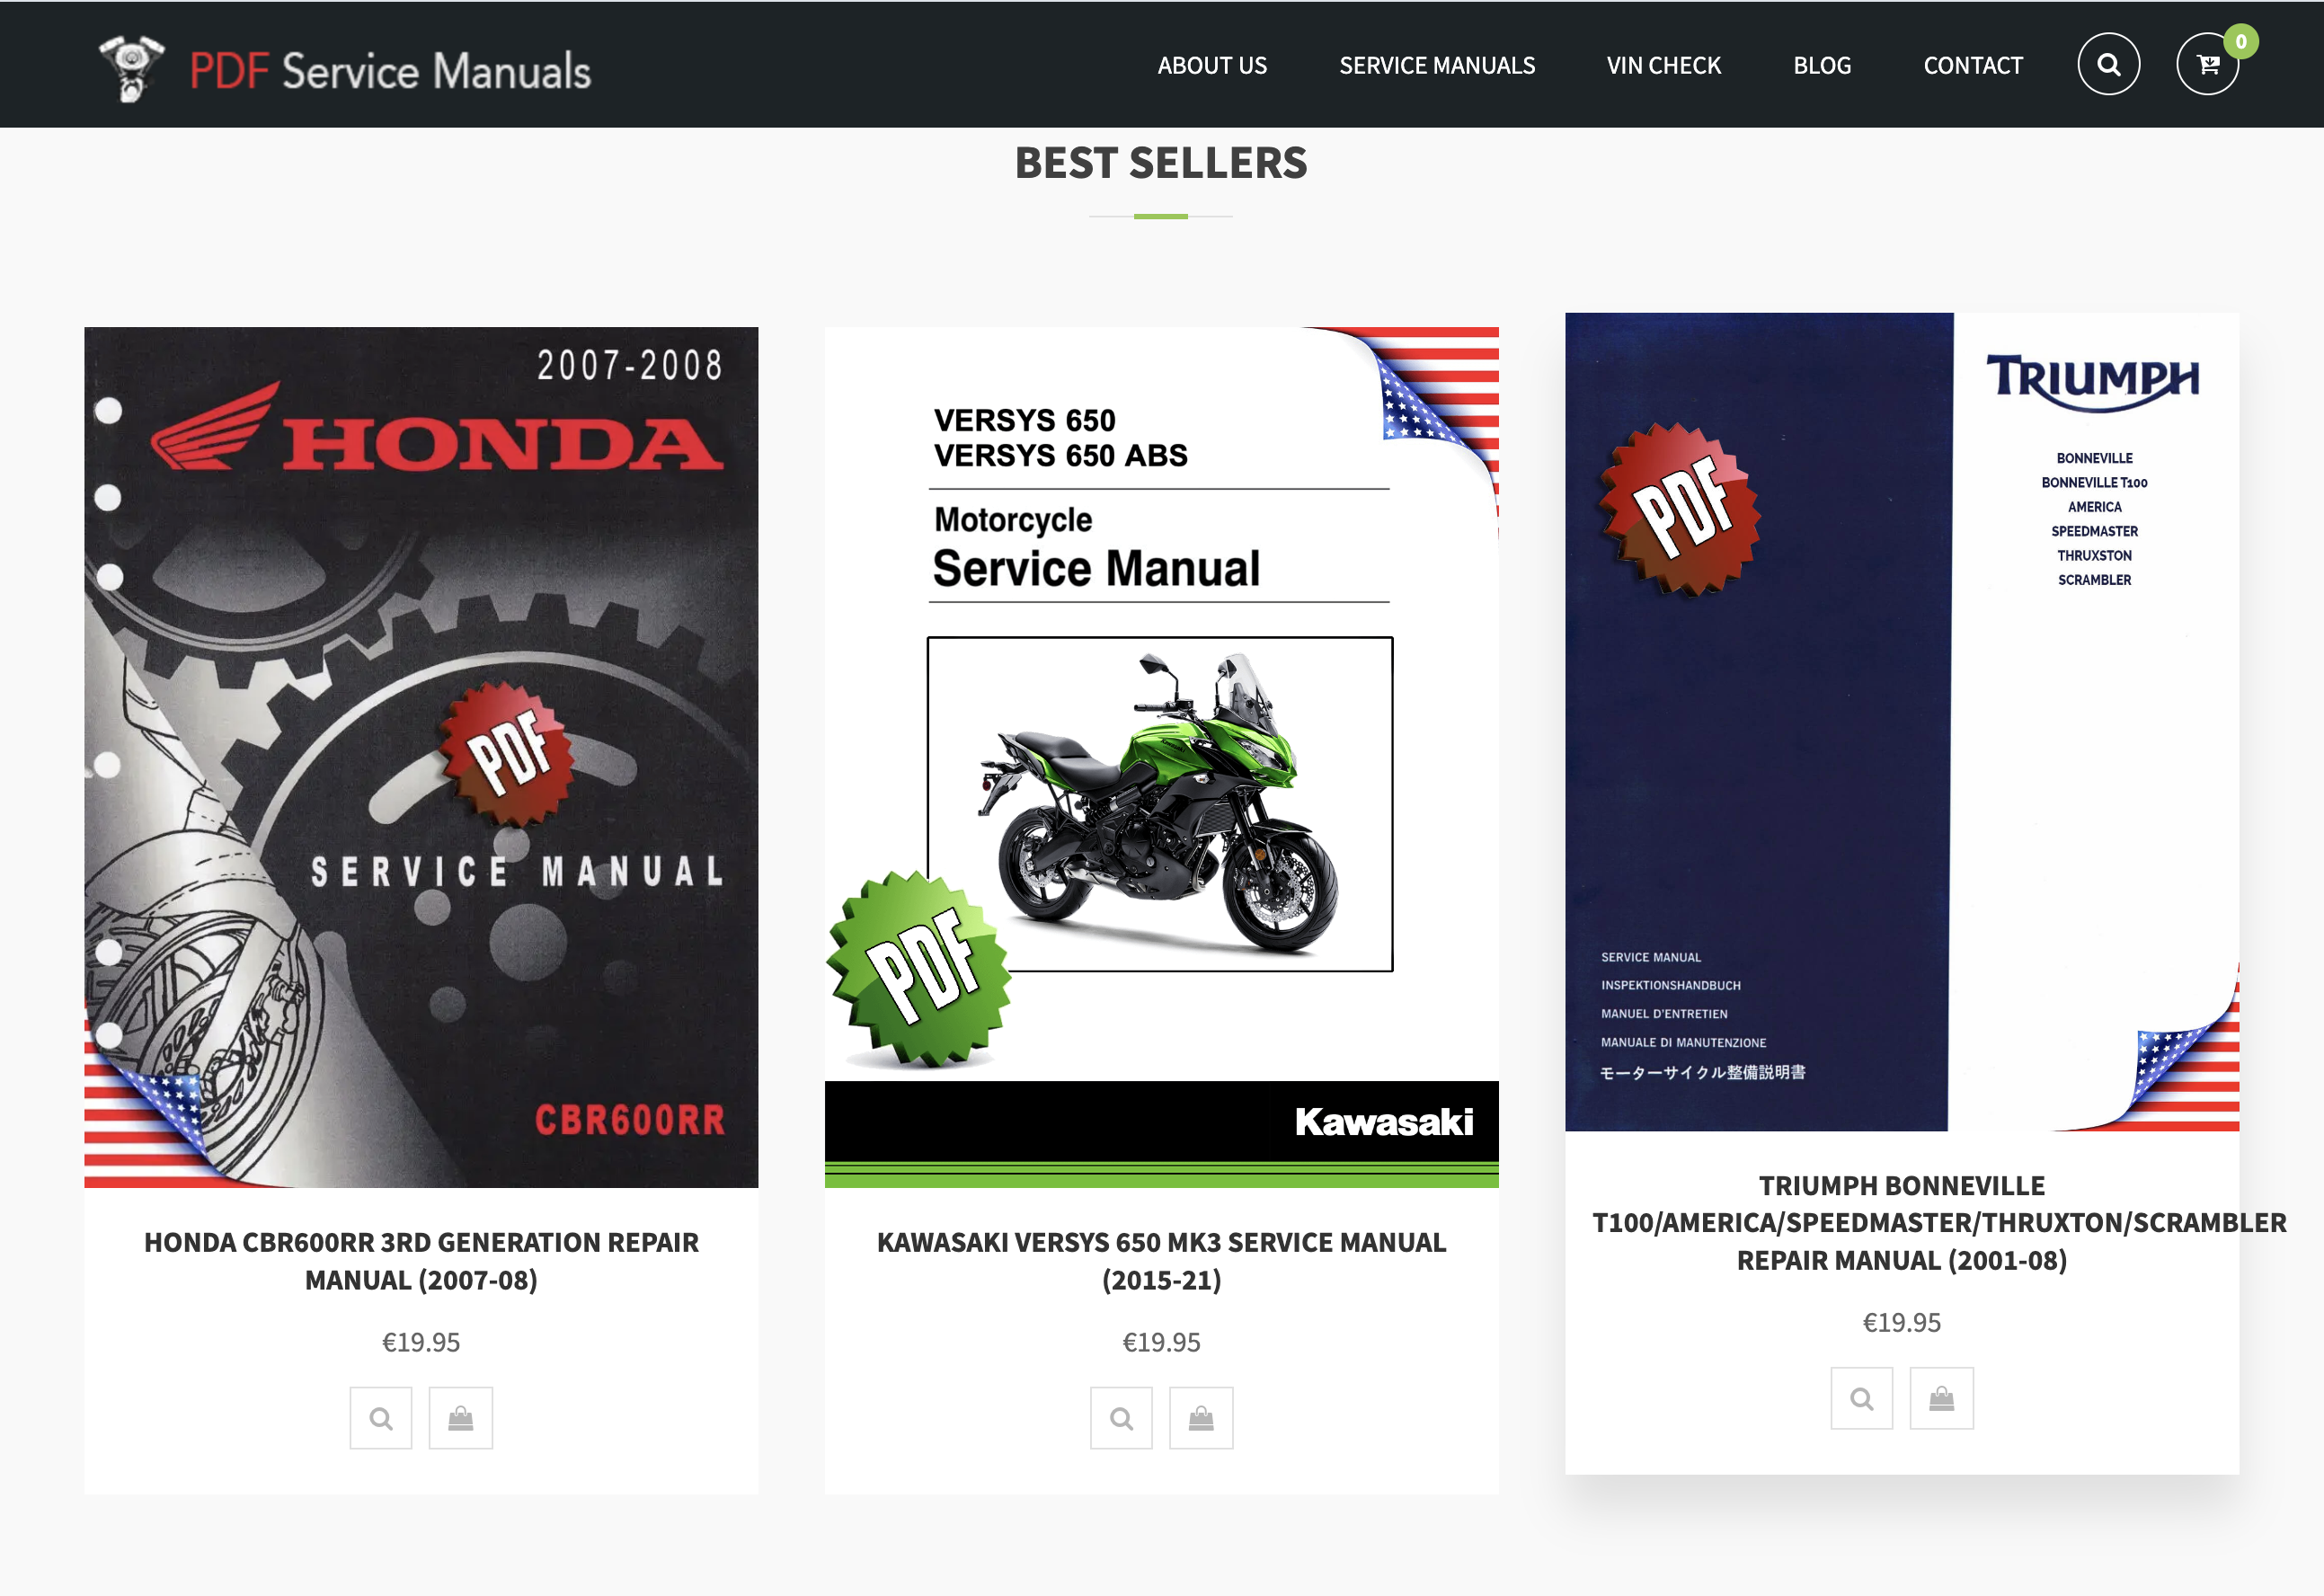 PDF Service Manuals
ABOUT US
SERVICE MANUALS
VIN CHECK
BLOG
CONTACT
0
BEST SELLERS
2007-2008
HONDA
PDF
SERVICE MANUAL
CBR600RR
HONDA CBR600RR 3RD GENERATION REPAIR
MANUAL (2007-08)
€19.95
VERSYS 650
VERSYS 650 ABS
Motorcycle
Service Manual
PDF
Kawasaki
KAWASAKI VERSYS 650 MK3 SERVICE MANUAL
(2015-21)
€19.95
TRIUMPH
PDF
BONNEVILLE
BONNEVILLE T100
AMERICA
SPEEDMASTER
THRUXSTON
SCRAMBLER
SERVICE MANUAL
INSPEKTIONSHANDBUCH
MANUEL D'ENTRETIEN
MANUALE DI MANUTENZIONE
モーターサイクル整備説明書
TRIUMPH BONNEVILLE
T100/AMERICA/SPEEDMASTER/THRUXTON/SCRAMBLER
REPAIR MANUAL (2001-08)
€19.95